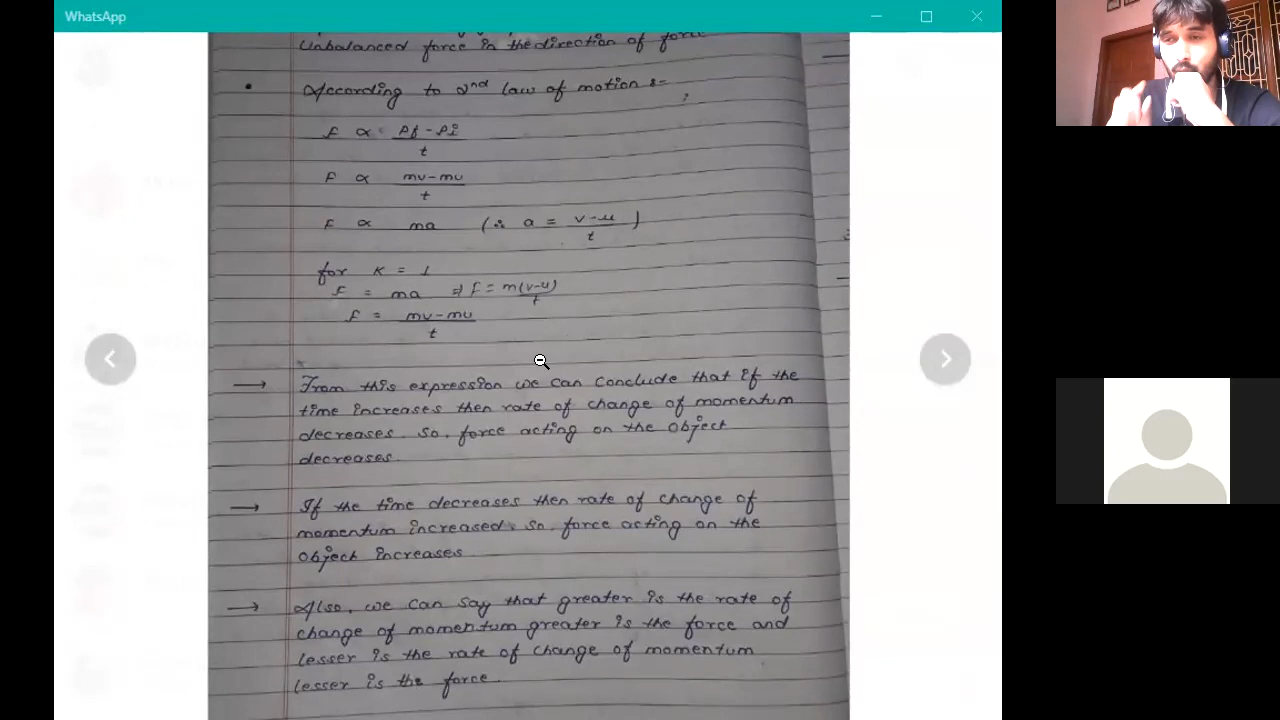 WhatsApp
Unbalanced force in the direction of force
• According to 2nd law of motion :-
F ∝ Pf - Pi / t
F ∝ mv - mu / t
F ∝ ma (∵ a = v-u / t)
for K = 1
F = ma ⇒ F = m(v-u) / t
F = mv - mu / t
→ From this expression we can conclude that if the
time increases then rate of change of momentum
decreases. So, force acting on the object
decreases.
→ If the time decreases then rate of change of
momentum increased. So, force acting on the
object increases
→ Also, we can say that greater is the rate of
change of momentum greater is the force and
lesser is the rate of change of momentum
lesser is the force.